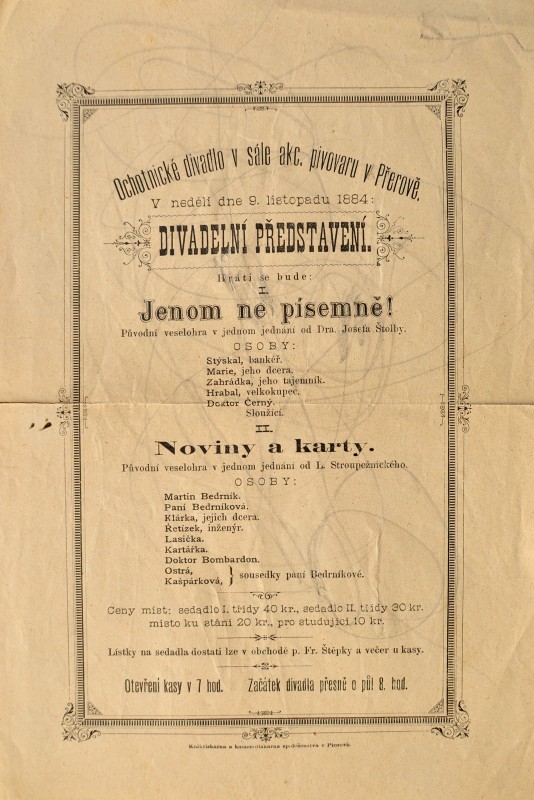 Ochotnické divadlo v sále akc. pivovaru v Přerově.
V neděli dne 9. listopadu 1884:
DIVADELNÍ PŘEDSTAVENÍ.
Hráti se bude:
I.
Jenom ne písemně!
Původní veselohra v jednom jednání od Dra. Josefa Štolby.
OSOBY:
Stýskal, bankéř.
Marie, jeho dcera.
Zahrádka, jeho tajemník.
Hrabal, velkokupec.
Doktor Černý.
Sloužící.
II.
Noviny a karty.
Původní veselohra v jednom jednání od L. Stroupežnického.
OSOBY:
Martin Bedrník.
Paní Bedrníková.
Klárka, jejich dcera.
Řetízek, inženýr.
Lasička.
Kartářka.
Doktor Bombardon.
Ostrá,
Kašpárková, } sousedky paní Bedrníkové.
Ceny míst: sedadlo I. třídy 40 kr., sedadlo II. třídy 30 kr.
místo ku stání 20 kr., pro studující 10 kr.
Lístky na sedadla dostati lze v obchodě p. Fr. Štěpky a večer u kasy.
Otevření kasy v 7 hod. Začátek divadla přesně o půl 8. hod.
Knihtiskárna a kamenotiskárna společenstva v Přerově.